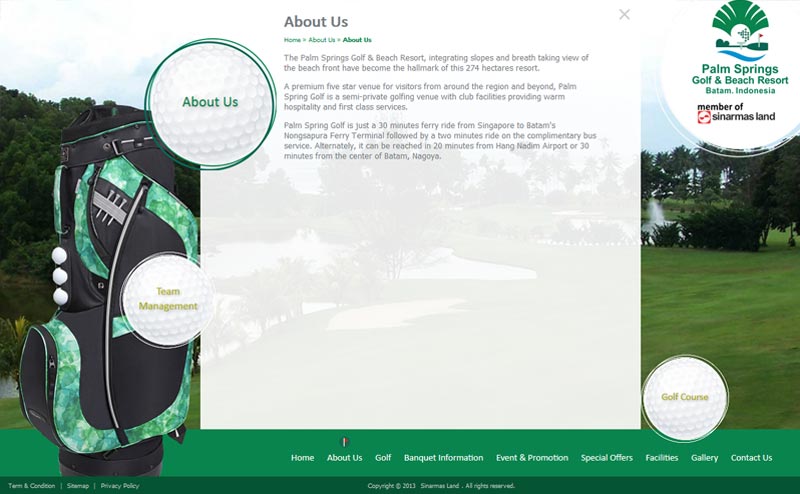 About Us
Home » About Us » About Us
The Palm Springs Golf & Beach Resort, integrating slopes and breath taking view of
the beach front have become the hallmark of this 274 hectares resort.
A premium five star venue for visitors from around the region and beyond, Palm
Spring Golf is a semi-private golfing venue with club facilities providing warm
hospitality and first class services.
Palm Spring Golf is just a 30 minutes ferry ride from Singapore to Batam's
Nongsapura Ferry Terminal followed by a two minutes ride on the complimentary bus
service. Alternately, it can be reached in 20 minutes from Hang Nadim Airport or 30
minutes from the center of Batam, Nagoya.
About Us
Team
Management
Palm Springs
Golf & Beach Resort
Batam. Indonesia
member of
sinarmas land
Golf Course
Home About Us Golf Banquet Information Event & Promotion Special Offers Facilities Gallery Contact Us
Term & Condition | Sitemap | Privacy Policy
Copyright © 2013 Sinarmas Land . All rights reserved.